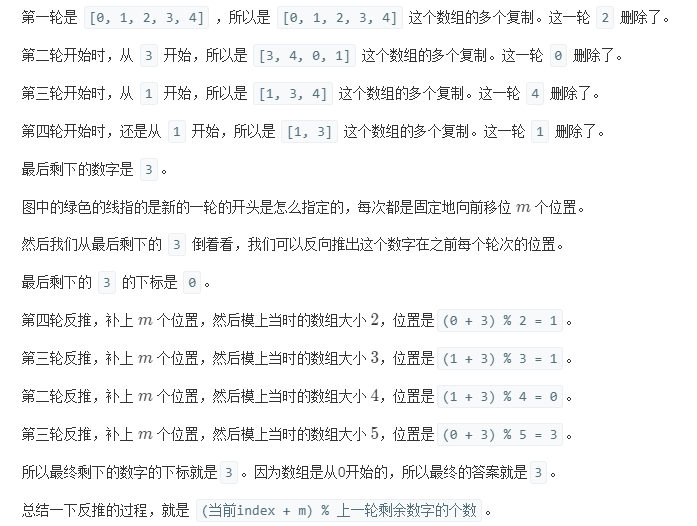 第一轮是 [0, 1, 2, 3, 4] ，所以是 [0, 1, 2, 3, 4] 这个数组的多个复制。这一轮 2 删除了。
第二轮开始时，从 3 开始，所以是 [3, 4, 0, 1] 这个数组的多个复制。这一轮 0 删除了。
第三轮开始时，从 1 开始，所以是 [1, 3, 4] 这个数组的多个复制。这一轮 4 删除了。
第四轮开始时，还是从 1 开始，所以是 [1, 3] 这个数组的多个复制。这一轮 1 删除了。
最后剩下的数字是 3 。
图中的绿色的线指的是新的一轮的开头是怎么指定的，每次都是固定地向前移位 m 个位置。
然后我们从最后剩下的 3 倒着看，我们可以反向推出这个数字在之前每个轮次的位置。
最后剩下的 3 的下标是 0 。
第四轮反推，补上 m 个位置，然后模上当时的数组大小 2，位置是 (0 + 3) % 2 = 1 。
第三轮反推，补上 m 个位置，然后模上当时的数组大小 3，位置是 (1 + 3) % 3 = 1 。
第二轮反推，补上 m 个位置，然后模上当时的数组大小 4，位置是 (1 + 3) % 4 = 0 。
第三轮反推，补上 m 个位置，然后模上当时的数组大小 5，位置是 (0 + 3) % 5 = 3 。
所以最终剩下的数字的下标就是 3 。因为数组是从0开始的，所以最终的答案就是 3 。
总结一下反推的过程，就是 (当前index + m) % 上一轮剩余数字的个数 。